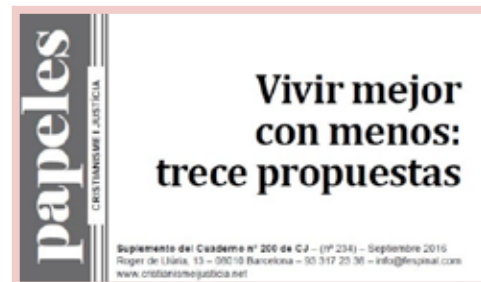 papeles
CRISTIANISME I JUSTÍCIA
Vivir mejor
con menos:
trece propuestas
Suplemento del Cuaderno nº 200 de CJ – (nº 234) – Septiembre 2016
Roger de Llúria, 13 – 08010 Barcelona – 93 317 23 38 – info@fespinal.com
www.cristianismeijusticia.net